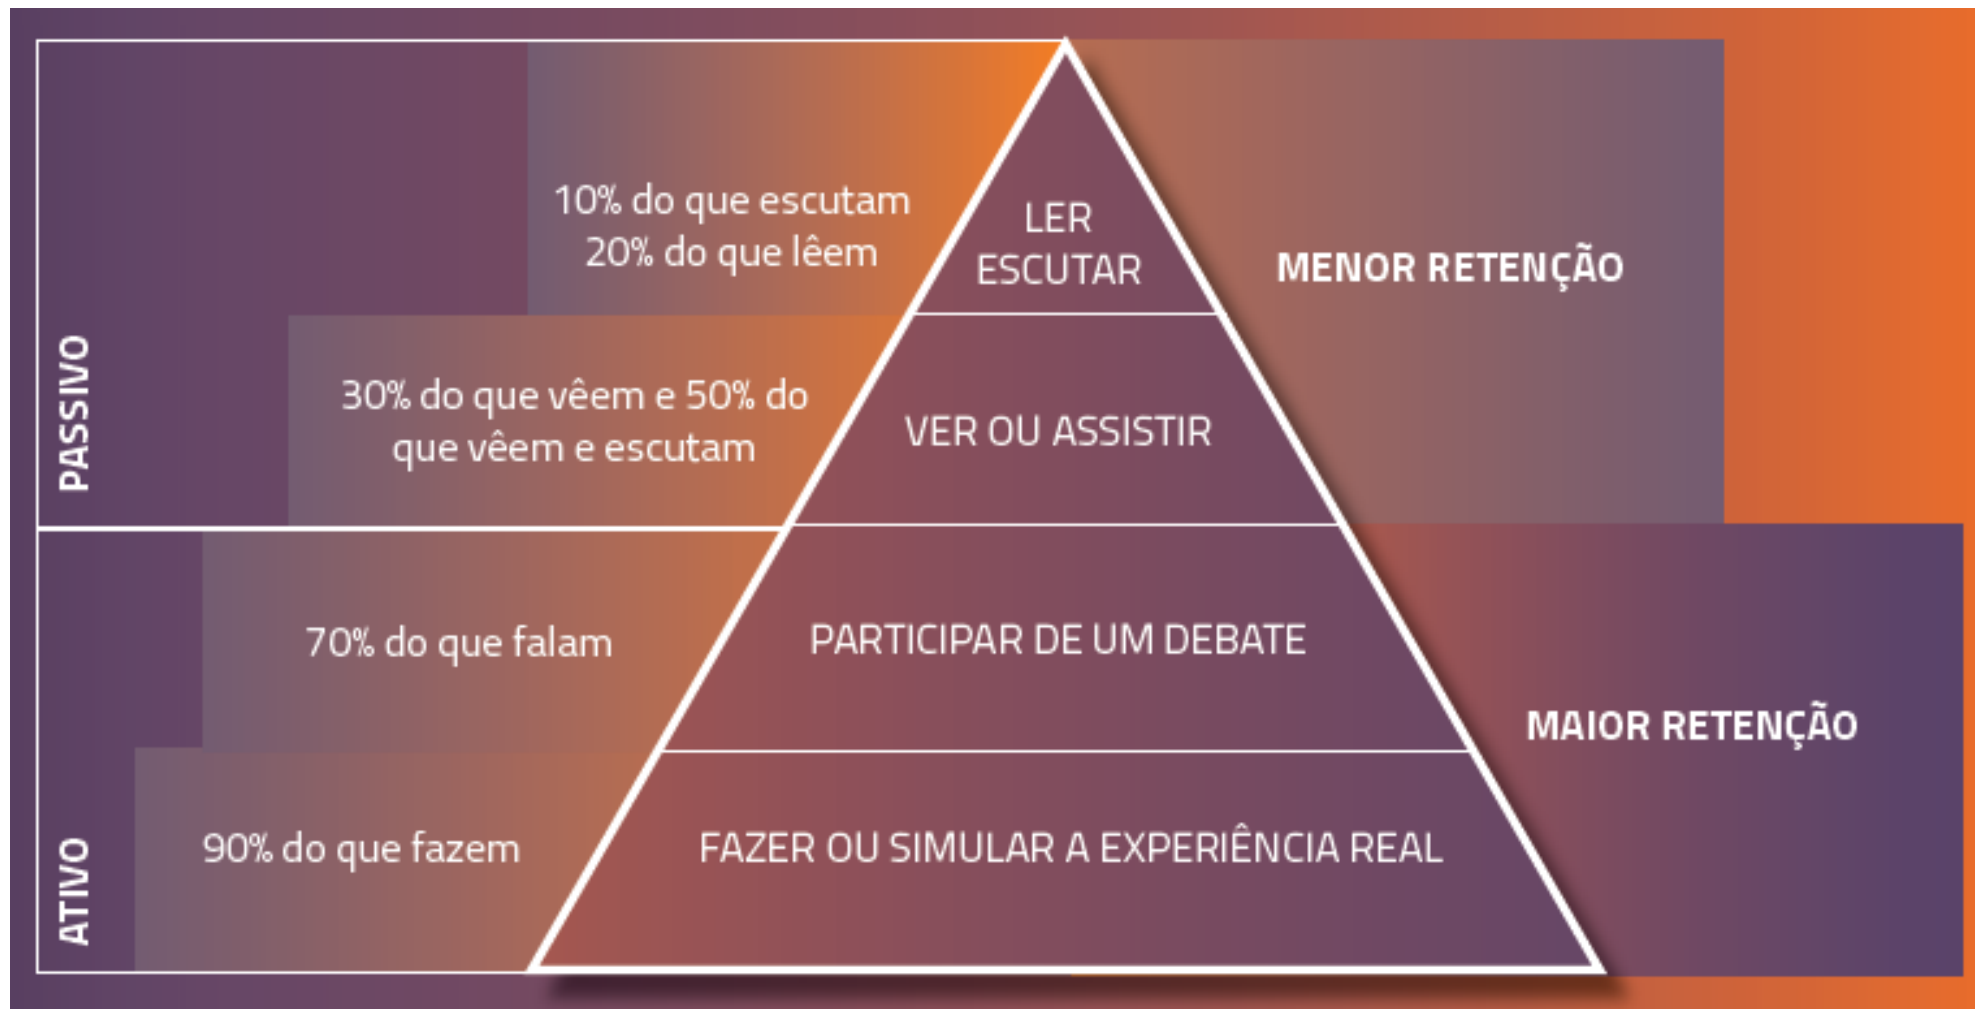 10% do que escutam
20% do que lêem
LER
ESCUTAR
MENOR RETENÇÃO
PASSIVO
30% do que vêem e 50% do
que vêem e escutam
VER OU ASSISTIR
70% do que falam
PARTICIPAR DE UM DEBATE
MAIOR RETENÇÃO
ATIVO
90% do que fazem
FAZER OU SIMULAR A EXPERIÊNCIA REAL